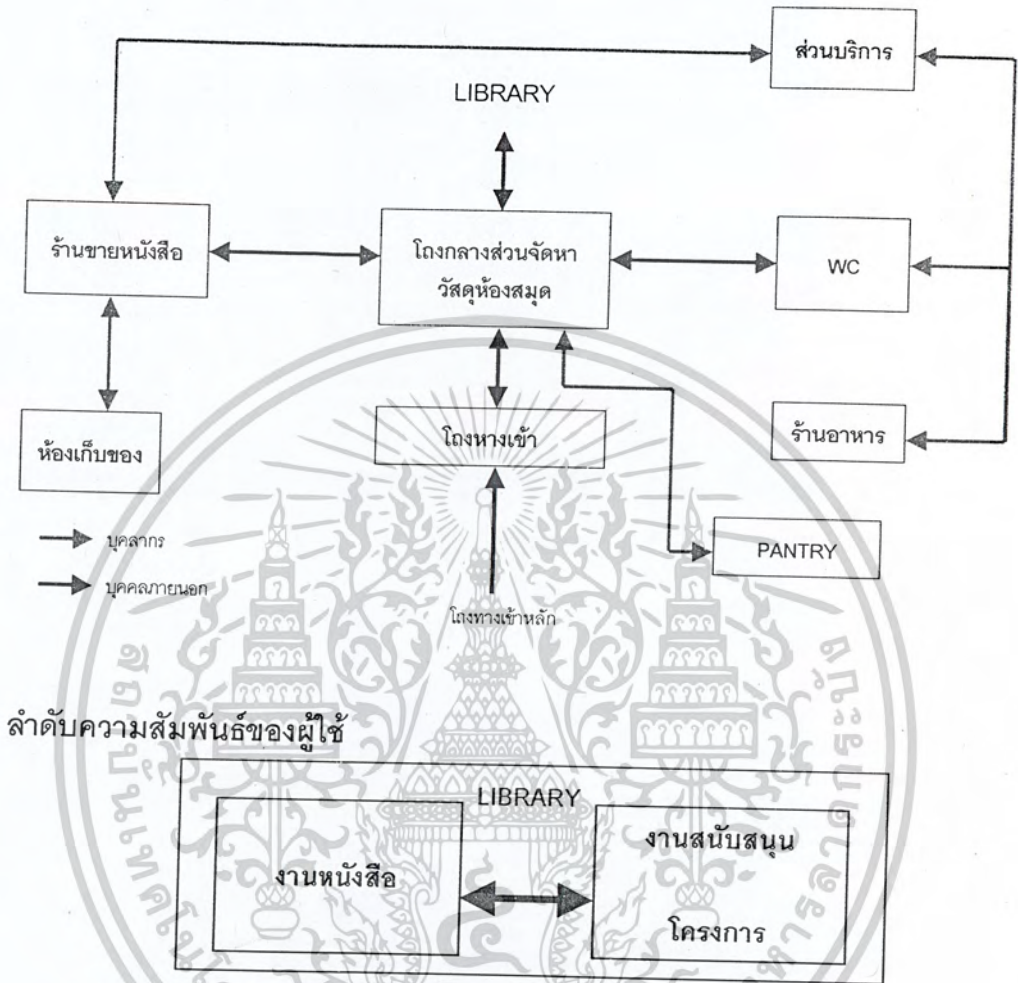 ส่วนบริการ
LIBRARY
ร้านขายหนังสือ
โถงกลางส่วนจัดหา
วัสดุห้องสมุด
WC
ห้องเก็บของ
โถงหางเข้า
ร้านอาหาร
PANTRY
บุคลากร
บุคคลภายนอก
โถงทางเข้าหลัก
ลำดับความสัมพันธ์ของผู้ใช้
LIBRARY
งานหนังสือ
งานสนับสนุน
โครงการ